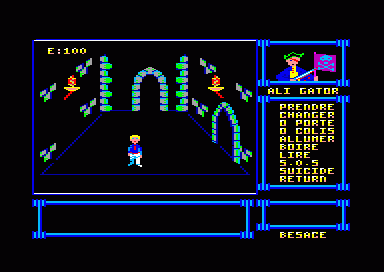 E:100
ALI GATOR
PRENDRE
CHANGER
O PORTE
O COLIS
ALLUMER
BOIRE
LIRE
S.O.S
SUICIDE
RETURN
BESACE